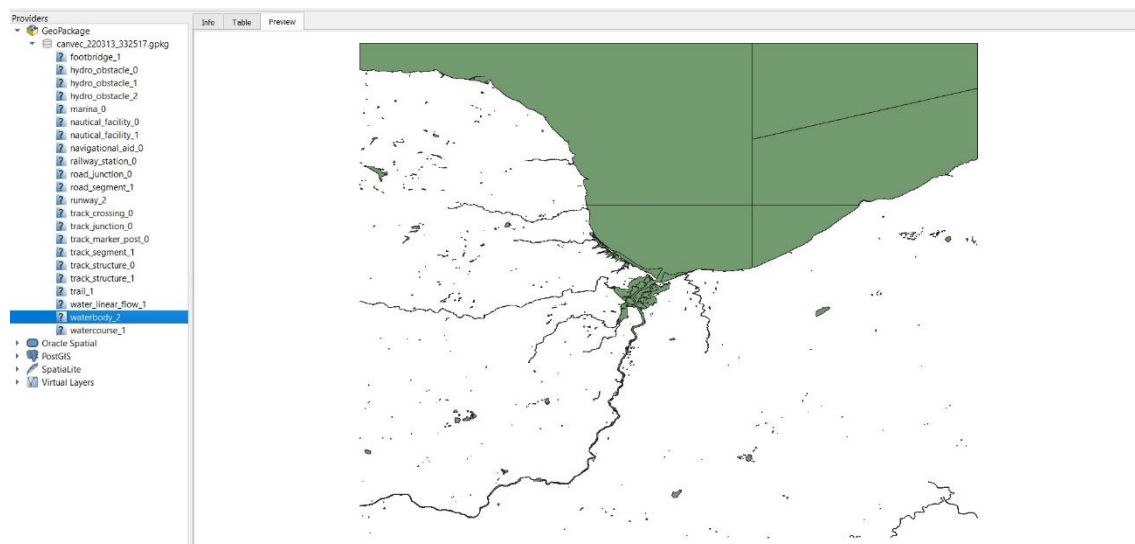 Providers
GeoPackage
canvec_220313_332517.gpkg
footbridge_1
hydro_obstacle_0
hydro_obstacle_1
hydro_obstacle_2
marina_0
nautical_facility_0
nautical_facility_1
navigational_aid_0
railway_station_0
road_junction_0
road_segment_1
runway_2
track_crossing_0
track_junction_0
track_marker_post_0
track_segment_1
track_structure_0
track_structure_1
trail_1
water_linear_flow_1
waterbody_2
watercourse_1
Oracle Spatial
PostGIS
SpatiaLite
Virtual Layers
Info Table Preview